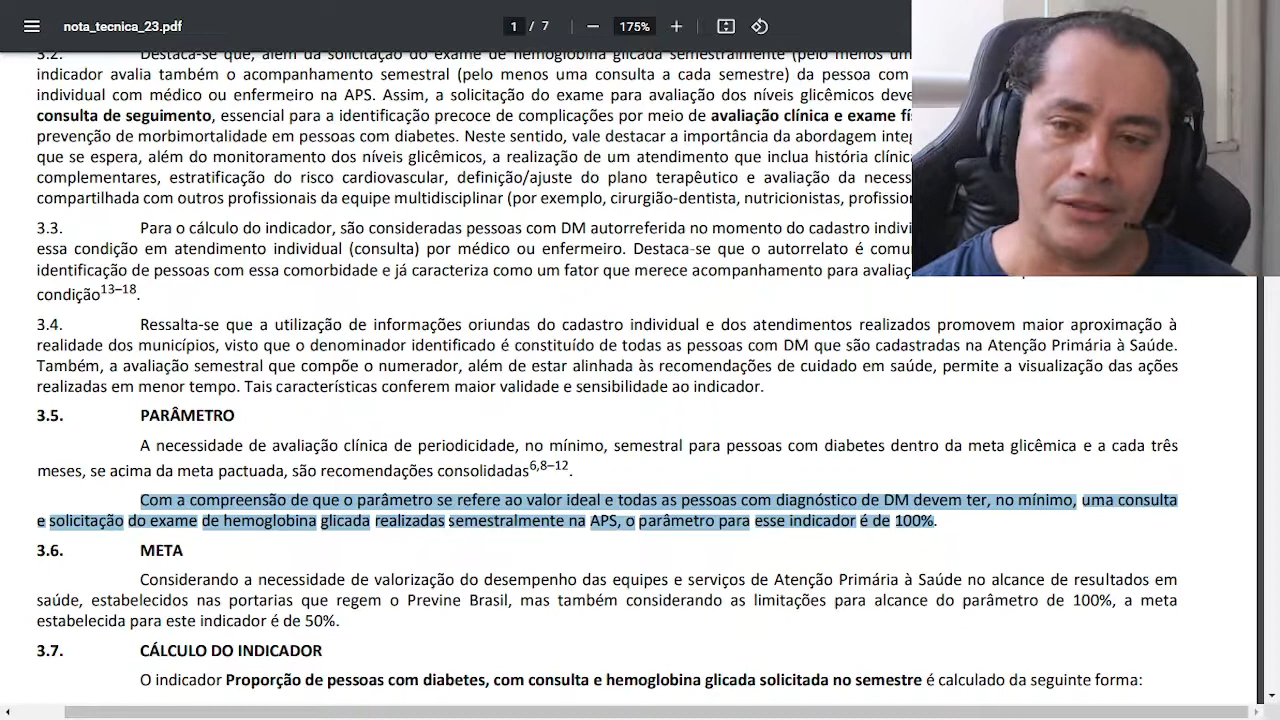 nota_tecnica_23.pdf
1 / 7
175%
3.2. Destaca-se que, além da solicitação do exame de hemoglobina glicada semestralmente (pelo menos um
indicador avalia também o acompanhamento semestral (pelo menos uma consulta a cada semestre) da pessoa com
individual com médico ou enfermeiro na APS. Assim, a solicitação do exame para avaliação dos níveis glicêmicos deve
consulta de seguimento, essencial para a identificação precoce de complicações por meio de avaliação clínica e exame fí
prevenção de morbimortalidade em pessoas com diabetes. Neste sentido, vale destacar a importância da abordagem integ
que se espera, além do monitoramento dos níveis glicêmicos, a realização de um atendimento que inclua história clínic
complementares, estratificação do risco cardiovascular, definição/ajuste do plano terapêutico e avaliação da necess
compartilhada com outros profissionais da equipe multidisciplinar (por exemplo, cirurgião-dentista, nutricionistas, profission
3.3. Para o cálculo do indicador, são consideradas pessoas com DM autorreferida no momento do cadastro indivi
essa condição em atendimento individual (consulta) por médico ou enfermeiro. Destaca-se que o autorrelato é comu
identificação de pessoas com essa comorbidade e já caracteriza como um fator que merece acompanhamento para avaliaç
condição13–18.
3.4. Ressalta-se que a utilização de informações oriundas do cadastro individual e dos atendimentos realizados promovem maior aproximação à
realidade dos municípios, visto que o denominador identificado é constituído de todas as pessoas com DM que são cadastradas na Atenção Primária à Saúde.
Também, a avaliação semestral que compõe o numerador, além de estar alinhada às recomendações de cuidado em saúde, permite a visualização das ações
realizadas em menor tempo. Tais características conferem maior validade e sensibilidade ao indicador.
3.5. PARÂMETRO
A necessidade de avaliação clínica de periodicidade, no mínimo, semestral para pessoas com diabetes dentro da meta glicêmica e a cada três
meses, se acima da meta pactuada, são recomendações consolidadas6,8–12.
Com a compreensão de que o parâmetro se refere ao valor ideal e todas as pessoas com diagnóstico de DM devem ter, no mínimo, uma consulta
e solicitação do exame de hemoglobina glicada realizadas semestralmente na APS, o parâmetro para esse indicador é de 100%.
3.6. META
Considerando a necessidade de valorização do desempenho das equipes e serviços de Atenção Primária à Saúde no alcance de resultados em
saúde, estabelecidos nas portarias que regem o Previne Brasil, mas também considerando as limitações para alcance do parâmetro de 100%, a meta
estabelecida para este indicador é de 50%.
3.7. CÁLCULO DO INDICADOR
O indicador Proporção de pessoas com diabetes, com consulta e hemoglobina glicada solicitada no semestre é calculado da seguinte forma: